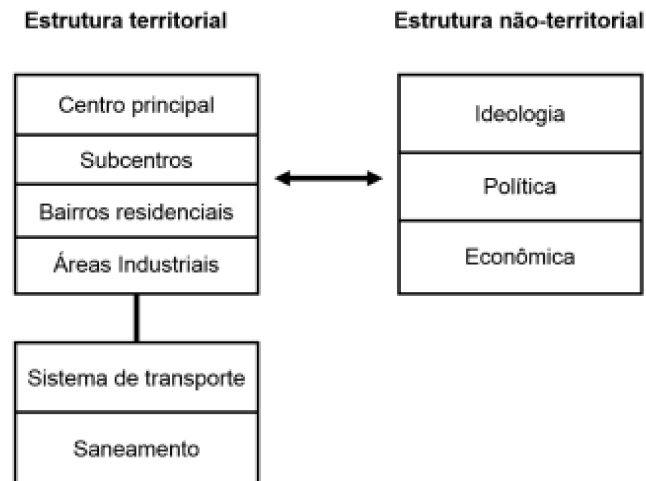 Estrutura territorial
Centro principal
Subcentros
Bairros residenciais
Áreas Industriais
Sistema de transporte
Saneamento
Estrutura não-territorial
Ideologia
Política
Econômica